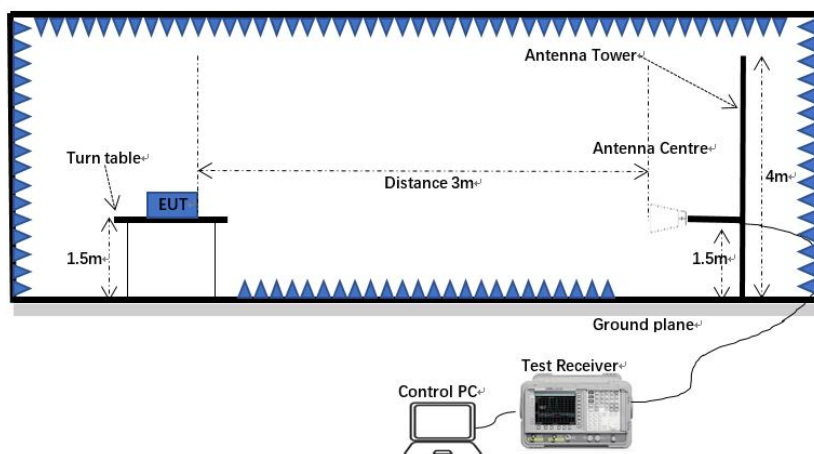 Antenna Tower↵
Turn table↵
Antenna Centre
Distance 3m↵
4m↵
EUT↵
1.5m↵
1.5m↵
Ground plane↵
Test Receiver↵
Control PC↵